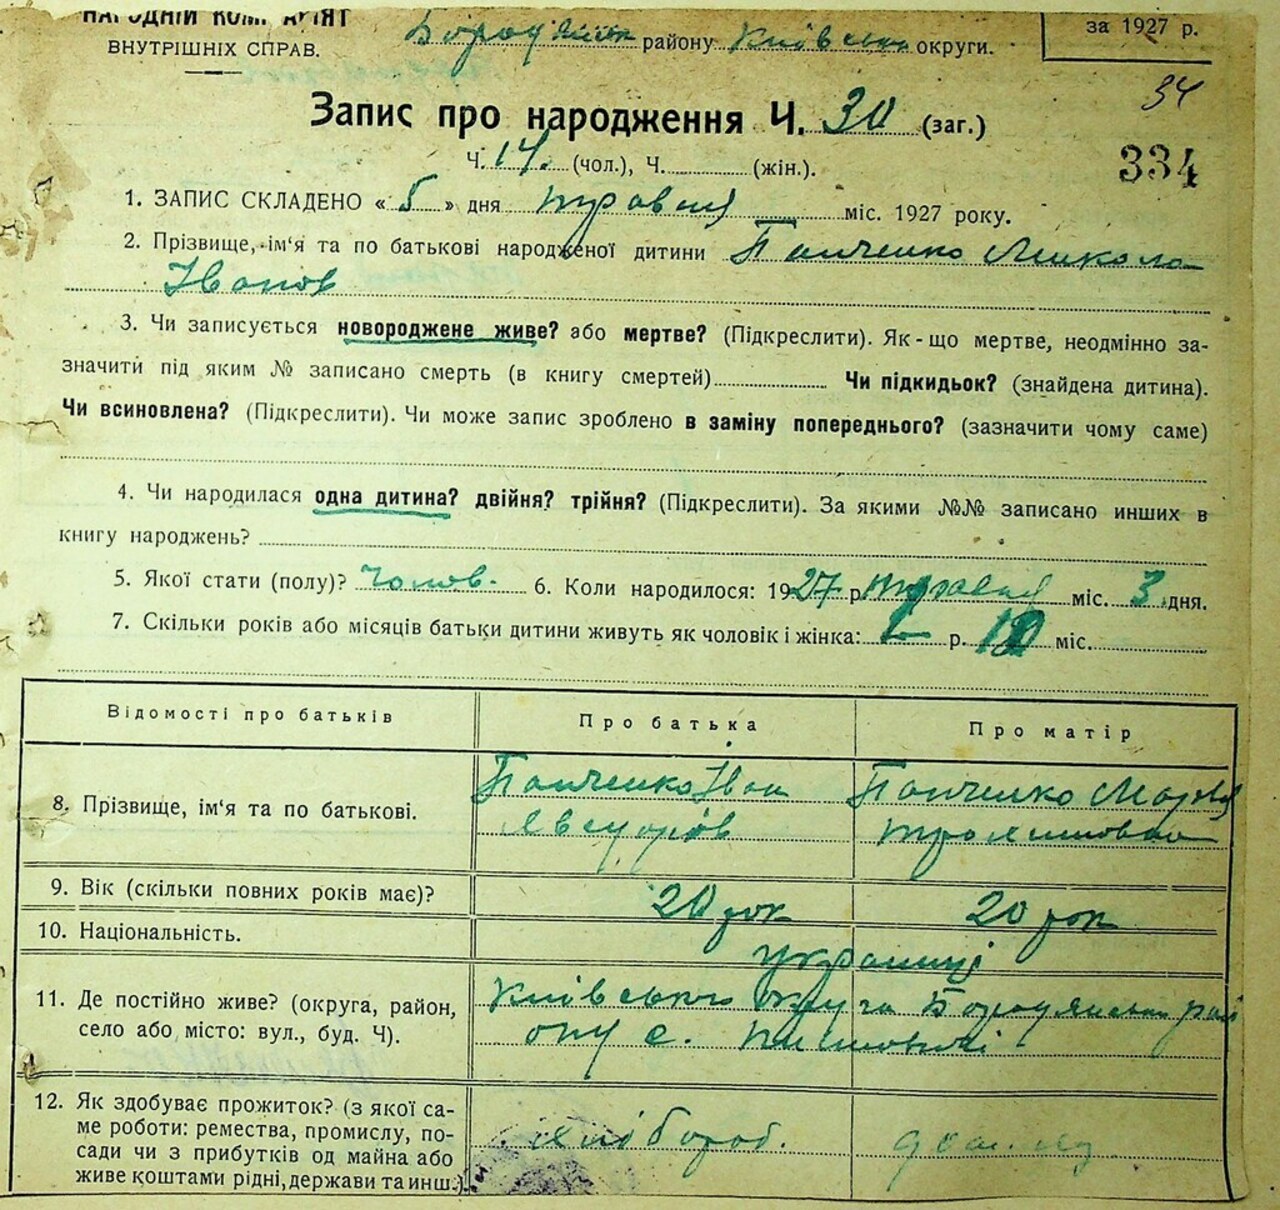 НАРОДНІЙ КОМІ АРІЯТ
ВНУТРІШНІХ СПРАВ.
Бородянськ району Київськ округи.
за 1927 р.
34
Запис про народження Ч. 30 (заг.)
Ч. 14. (чол.), Ч. (жін.).
334
1. ЗАПИС СКЛАДЕНО « 5 » дня травня міс. 1927 року.
2. Прізвище, ім‘я та по батькові народженої дитини Панченко Микола
Іванов
3. Чи записується новороджене живе? або мертве? (Підкреслити). Як-що мертве, неодмінно за-
значити під яким № записано смерть (в книгу смертей) Чи підкидьок? (знайдена дитина).
Чи всиновлена? (Підкреслити). Чи може запис зроблено в заміну попереднього? (зазначити чому саме)
4. Чи народилася одна дитина? двійня? трійня? (Підкреслити). За якими №№ записано инших в
книгу народжень?
5. Якої стати (полу)? Чолов. 6. Коли народилося: 1927 р. травня міс. 3 дня.
7. Скільки років або місяців батьки дитини живуть як чоловік і жінка: р. міс.
Відомості про батьків
Про батька
Про матір
8. Прізвище, ім‘я та по батькові.
Панченко Іван
Панченко Марія
9. Вік (скільки повних років має)?
20 рок
20 рок
10. Національність.
українці
11. Де постійно живе? (округа, район,
село або місто: вул., буд. Ч).
Київського округа Бородянськ рай
ону с.
12. Як здобуває прожиток? (з якої са-
ме роботи: ремества, промислу, по-
сади чи з прибутків од майна або
живе коштами рідні, держави та инш.)
хлібороб.